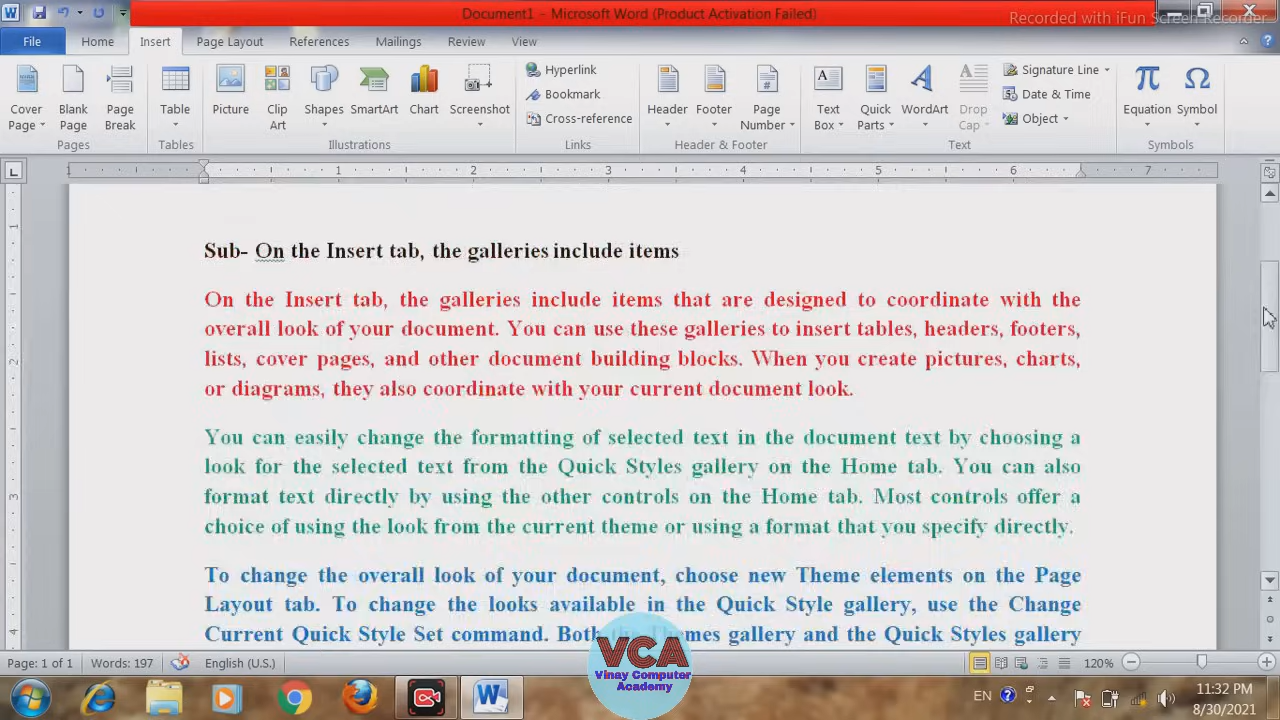 Document1 - Microsoft Word (Product Activation Failed)
Recorded with iFun Screen Recorder
File Home Insert Page Layout References Mailings Review View
Cover Page
Blank Page
Page Break
Table
Picture
Clip Art
Shapes
SmartArt
Chart
Screenshot
Hyperlink
Bookmark
Cross-reference
Header
Footer
Page Number
Text Box
Quick Parts
WordArt
Drop Cap
Signature Line
Date & Time
Object
Equation
Symbol
Pages Tables Illustrations Links Header & Footer Text Symbols
1 1 2 3 4 5 6 7
1
2
3
4
Sub- On the Insert tab, the galleries include items
On the Insert tab, the galleries include items that are designed to coordinate with the
overall look of your document. You can use these galleries to insert tables, headers, footers,
lists, cover pages, and other document building blocks. When you create pictures, charts,
or diagrams, they also coordinate with your current document look.
You can easily change the formatting of selected text in the document text by choosing a
look for the selected text from the Quick Styles gallery on the Home tab. You can also
format text directly by using the other controls on the Home tab. Most controls offer a
choice of using the look from the current theme or using a format that you specify directly.
To change the overall look of your document, choose new Theme elements on the Page
Layout tab. To change the looks available in the Quick Style gallery, use the Change
Current Quick Style Set command. Both the Themes gallery and the Quick Styles gallery
VCA
Vinay Computer
Academy
Page: 1 of 1 Words: 197 English (U.S.) 120%
EN 11:32 PM
8/30/2021